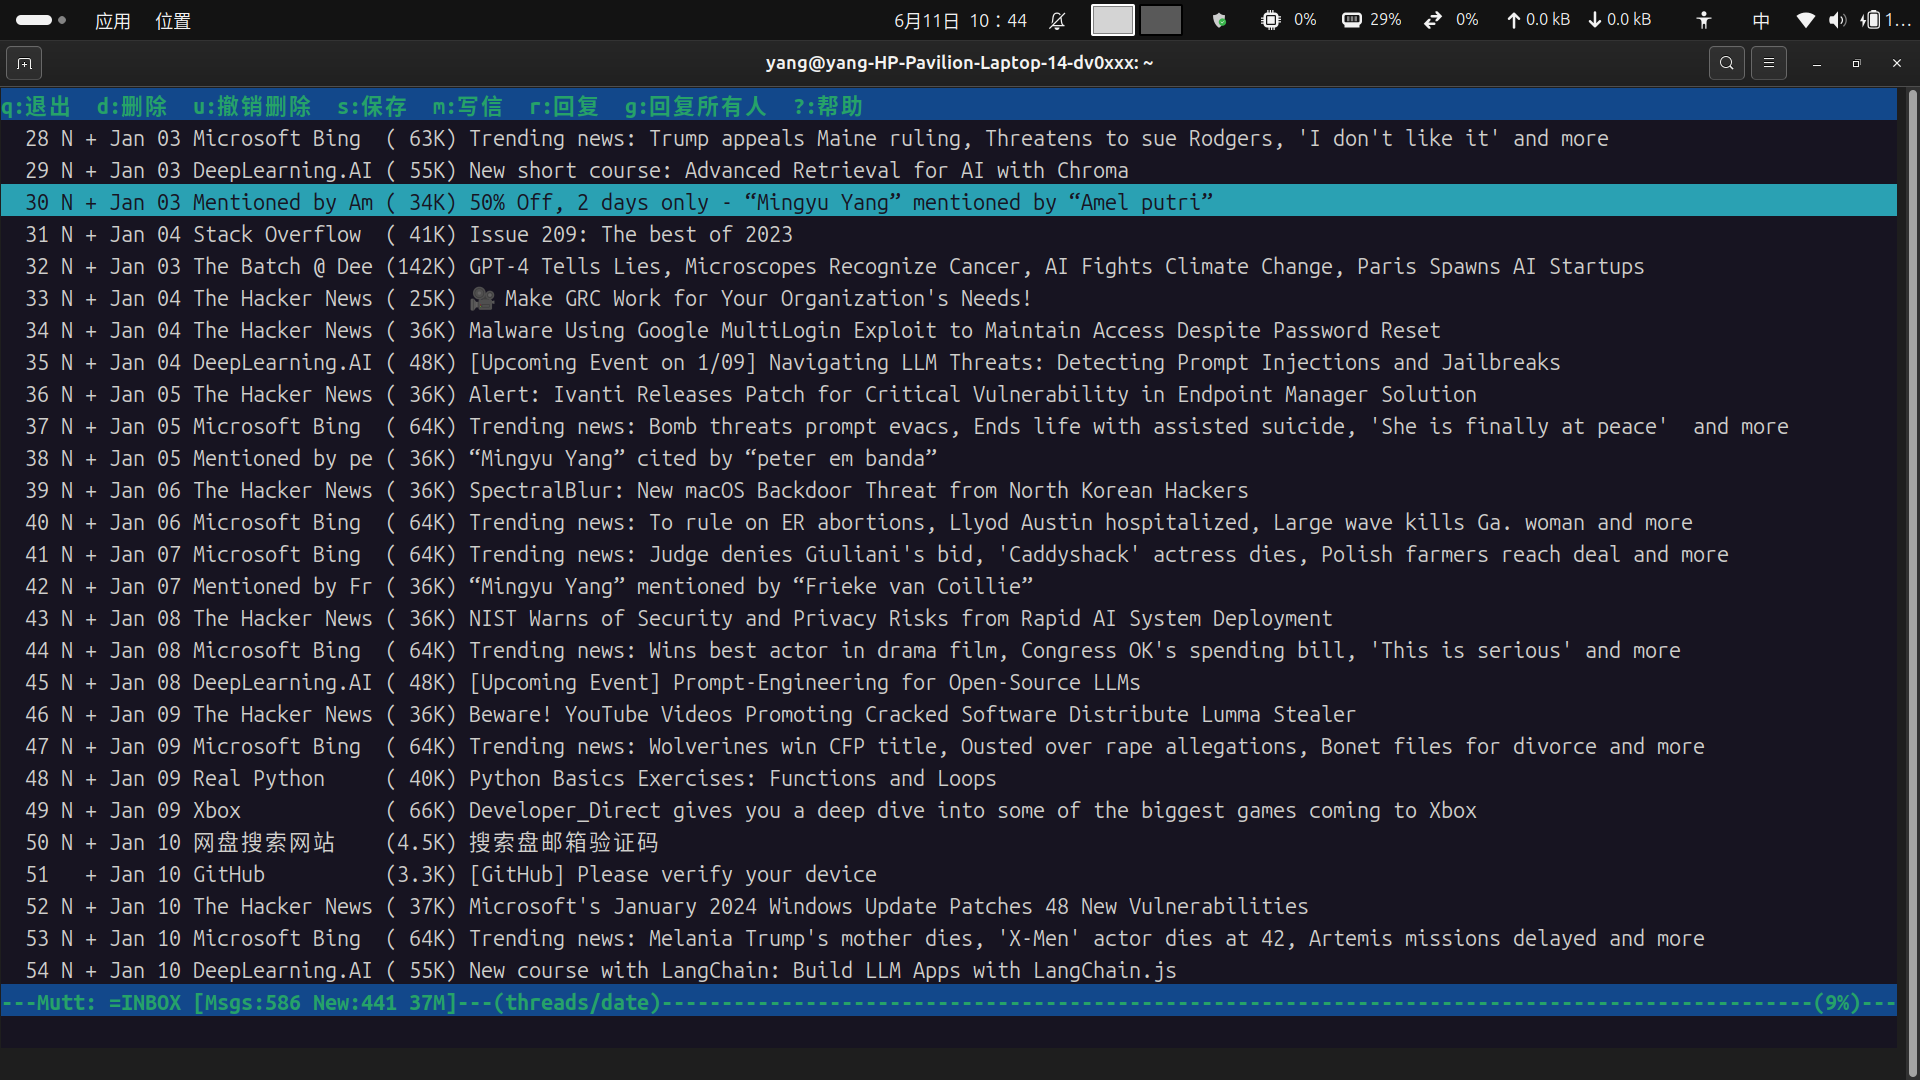 应用 位置 6月11日 10：44 0% 29% 0% 0.0 kB 0.0 kB 中 1…
yang@yang-HP-Pavilion-Laptop-14-dv0xxx: ~
q:退出  d:删除  u:撤销删除  s:保存  m:写信  r:回复  g:回复所有人  ?:帮助
28 N + Jan 03 Microsoft Bing  ( 63K) Trending news: Trump appeals Maine ruling, Threatens to sue Rodgers, 'I don't like it' and more
29 N + Jan 03 DeepLearning.AI ( 55K) New short course: Advanced Retrieval for AI with Chroma
30 N + Jan 03 Mentioned by Am ( 34K) 50% Off, 2 days only - “Mingyu Yang” mentioned by “Amel putri”
31 N + Jan 04 Stack Overflow  ( 41K) Issue 209: The best of 2023
32 N + Jan 03 The Batch @ Dee (142K) GPT-4 Tells Lies, Microscopes Recognize Cancer, AI Fights Climate Change, Paris Spawns AI Startups
33 N + Jan 04 The Hacker News ( 25K) 🎥 Make GRC Work for Your Organization's Needs!
34 N + Jan 04 The Hacker News ( 36K) Malware Using Google MultiLogin Exploit to Maintain Access Despite Password Reset
35 N + Jan 04 DeepLearning.AI ( 48K) [Upcoming Event on 1/09] Navigating LLM Threats: Detecting Prompt Injections and Jailbreaks
36 N + Jan 05 The Hacker News ( 36K) Alert: Ivanti Releases Patch for Critical Vulnerability in Endpoint Manager Solution
37 N + Jan 05 Microsoft Bing  ( 64K) Trending news: Bomb threats prompt evacs, Ends life with assisted suicide, 'She is finally at peace'  and more
38 N + Jan 05 Mentioned by pe ( 36K) “Mingyu Yang” cited by “peter em banda”
39 N + Jan 06 The Hacker News ( 36K) SpectralBlur: New macOS Backdoor Threat from North Korean Hackers
40 N + Jan 06 Microsoft Bing  ( 64K) Trending news: To rule on ER abortions, Llyod Austin hospitalized, Large wave kills Ga. woman and more
41 N + Jan 07 Microsoft Bing  ( 64K) Trending news: Judge denies Giuliani's bid, 'Caddyshack' actress dies, Polish farmers reach deal and more
42 N + Jan 07 Mentioned by Fr ( 36K) “Mingyu Yang” mentioned by “Frieke van Coillie”
43 N + Jan 08 The Hacker News ( 36K) NIST Warns of Security and Privacy Risks from Rapid AI System Deployment
44 N + Jan 08 Microsoft Bing  ( 64K) Trending news: Wins best actor in drama film, Congress OK's spending bill, 'This is serious' and more
45 N + Jan 08 DeepLearning.AI ( 48K) [Upcoming Event] Prompt-Engineering for Open-Source LLMs
46 N + Jan 09 The Hacker News ( 36K) Beware! YouTube Videos Promoting Cracked Software Distribute Lumma Stealer
47 N + Jan 09 Microsoft Bing  ( 64K) Trending news: Wolverines win CFP title, Ousted over rape allegations, Bonet files for divorce and more
48 N + Jan 09 Real Python     ( 40K) Python Basics Exercises: Functions and Loops
49 N + Jan 09 Xbox            ( 66K) Developer_Direct gives you a deep dive into some of the biggest games coming to Xbox
50 N + Jan 10 网盘搜索网站    (4.5K) 搜索盘邮箱验证码
51   + Jan 10 GitHub          (3.3K) [GitHub] Please verify your device
52 N + Jan 10 The Hacker News ( 37K) Microsoft's January 2024 Windows Update Patches 48 New Vulnerabilities
53 N + Jan 10 Microsoft Bing  ( 64K) Trending news: Melania Trump's mother dies, 'X-Men' actor dies at 42, Artemis missions delayed and more
54 N + Jan 10 DeepLearning.AI ( 55K) New course with LangChain: Build LLM Apps with LangChain.js
---Mutt: =INBOX [Msgs:586 New:441 37M]---(threads/date)------------------------------------------------------------------------------------------------(9%)---